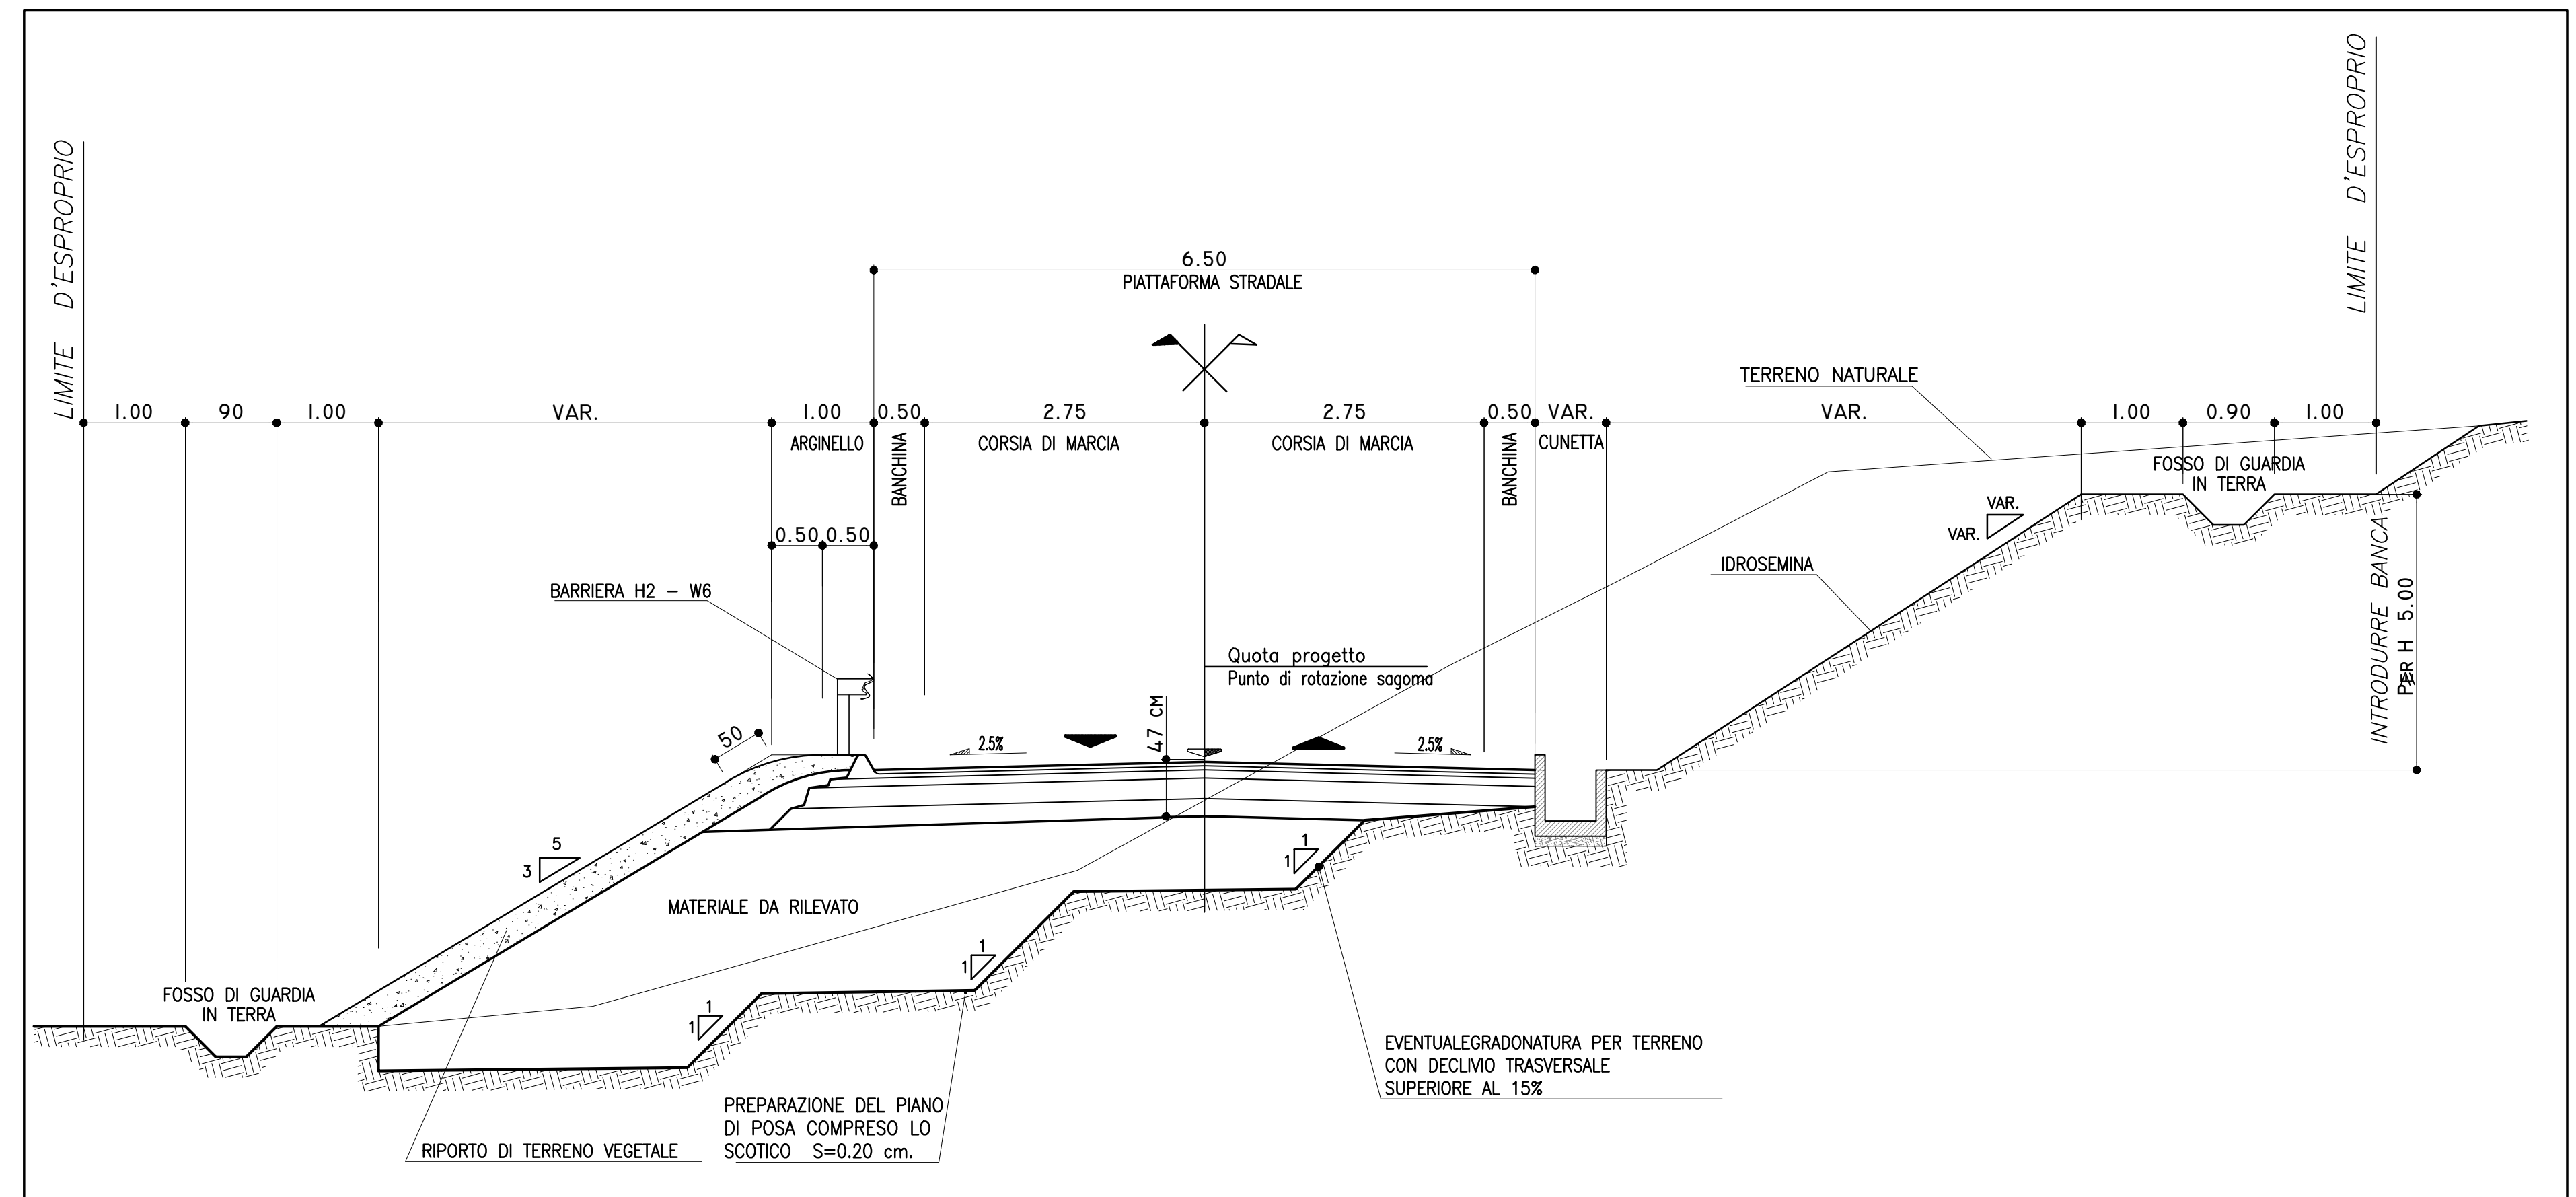 LIMITE D'ESPROPRIO
LIMITE D'ESPROPRIO
6.50
PIATTAFORMA STRADALE
TERRENO NATURALE
1.00 90 1.00 VAR. 1.00 0.50 2.75 2.75 0.50 VAR. VAR. 1.00 0.90 1.00
ARGINELLO
BANCHINA
CORSIA DI MARCIA
CORSIA DI MARCIA
BANCHINA
CUNETTA
FOSSO DI GUARDIA
IN TERRA
VAR.
VAR.
0.50 0.50
IDROSEMINA
BARRIERA H2 - W6
INTRODURRE BANCA
PER H
5.00
Quota progetto
Punto di rotazione sagoma
47 CM
50
2.5%
2.5%
5
3
1
1
MATERIALE DA RILEVATO
1
1
1
1
FOSSO DI GUARDIA
IN TERRA
EVENTUALEGRADONATURA PER TERRENO
CON DECLIVIO TRASVERSALE
SUPERIORE AL 15%
PREPARAZIONE DEL PIANO
DI POSA COMPRESO LO
SCOTICO S=0.20 cm.
RIPORTO DI TERRENO VEGETALE